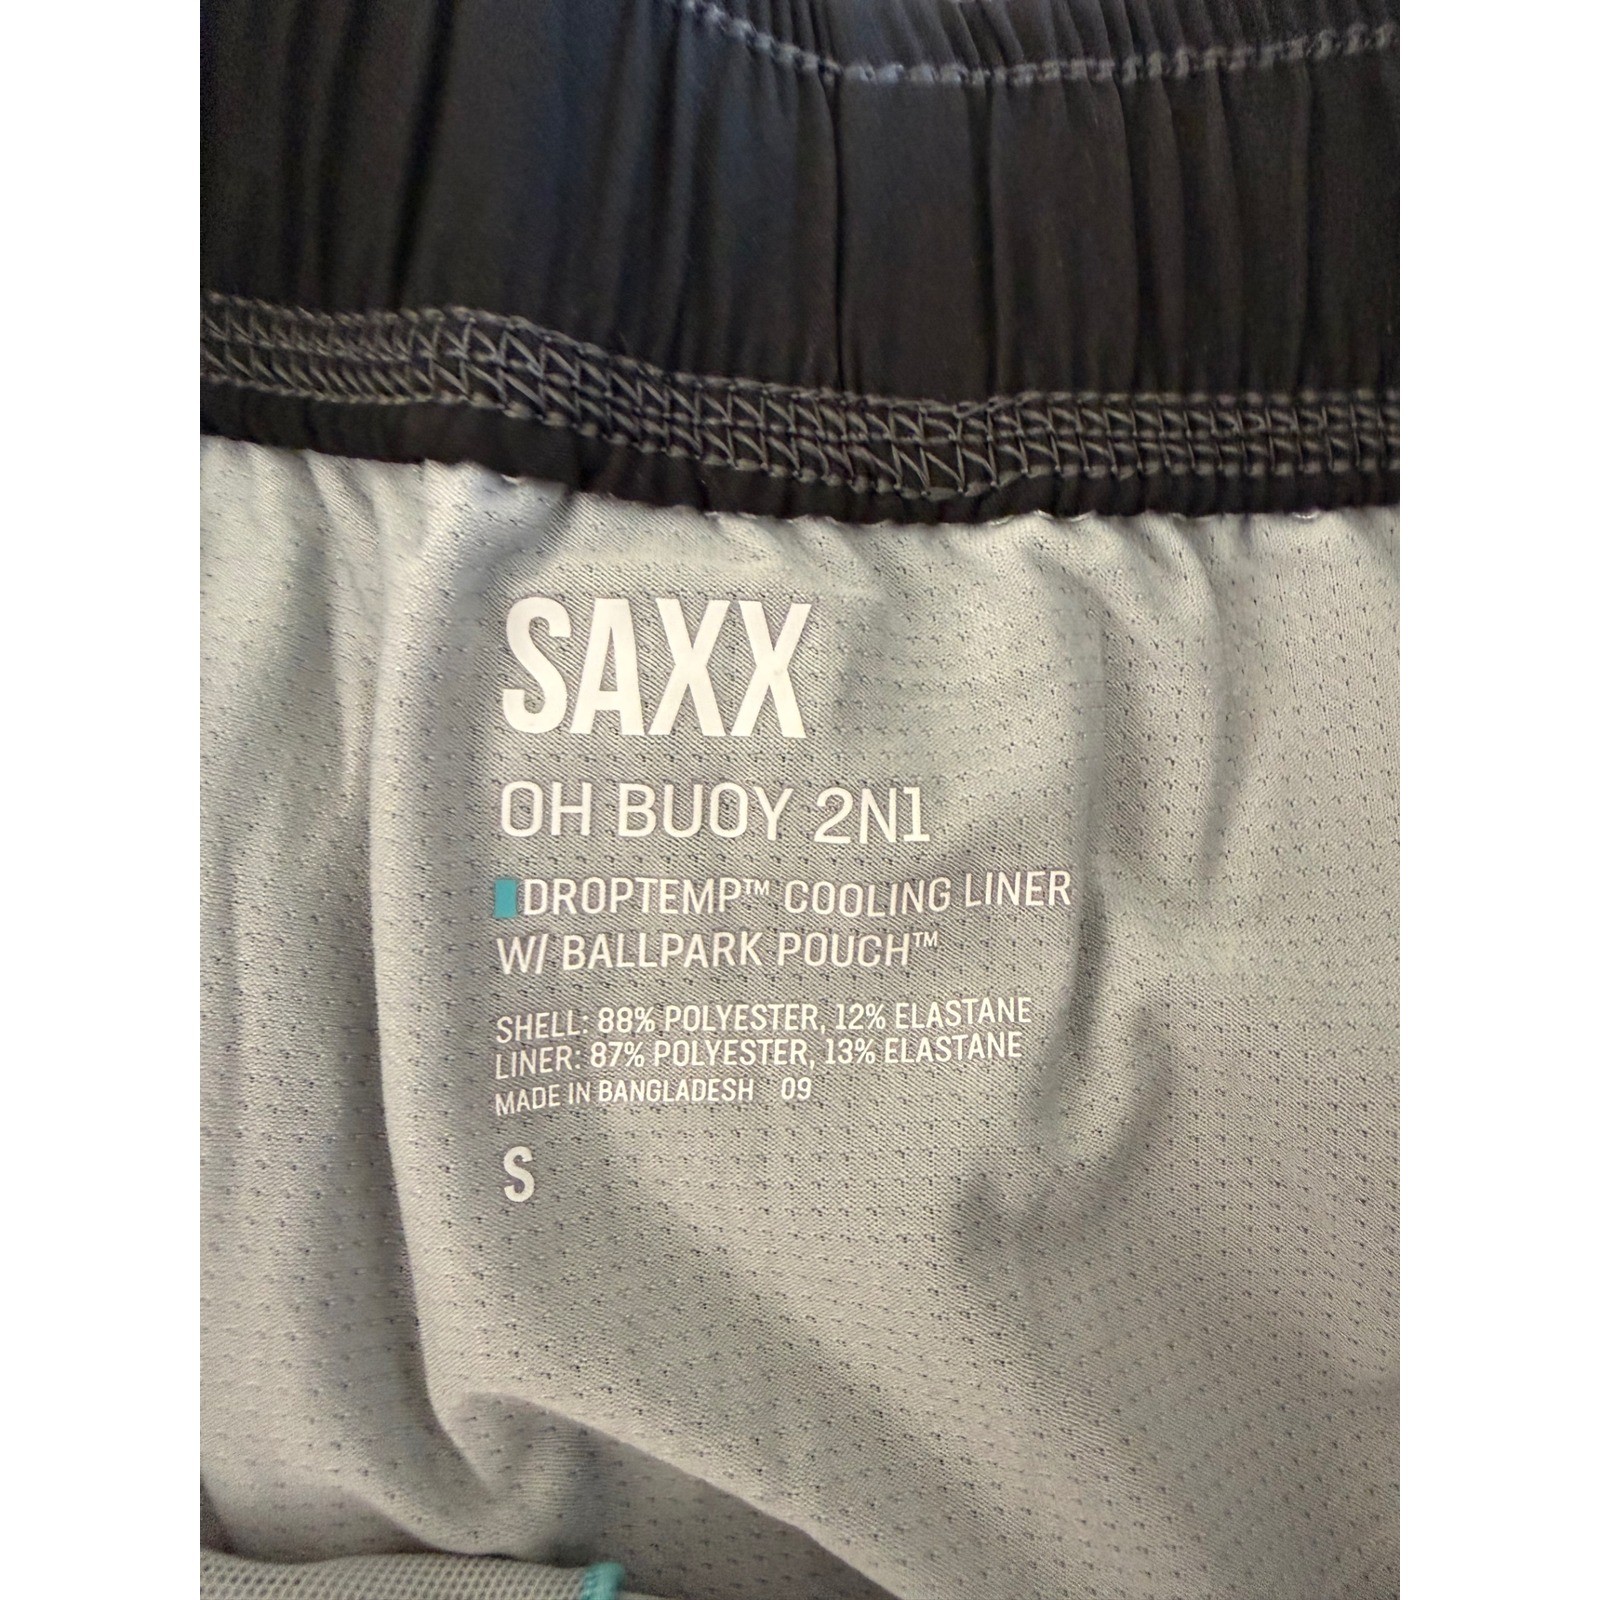 SAXX
OH BUOY 2N1
DROPTEMP™ COOLING LINER
W/ BALLPARK POUCH™
SHELL: 88% POLYESTER, 12% ELASTANE
LINER: 87% POLYESTER, 13% ELASTANE
MADE IN BANGLADESH 09
S